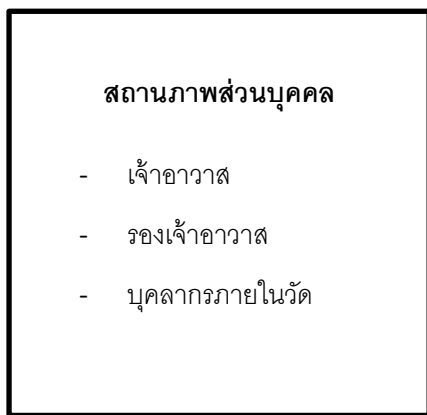 สถานภาพส่วนบุคคล
- เจ้าอาวาส
- รองเจ้าอาวาส
- บุคลากรภายในวัด